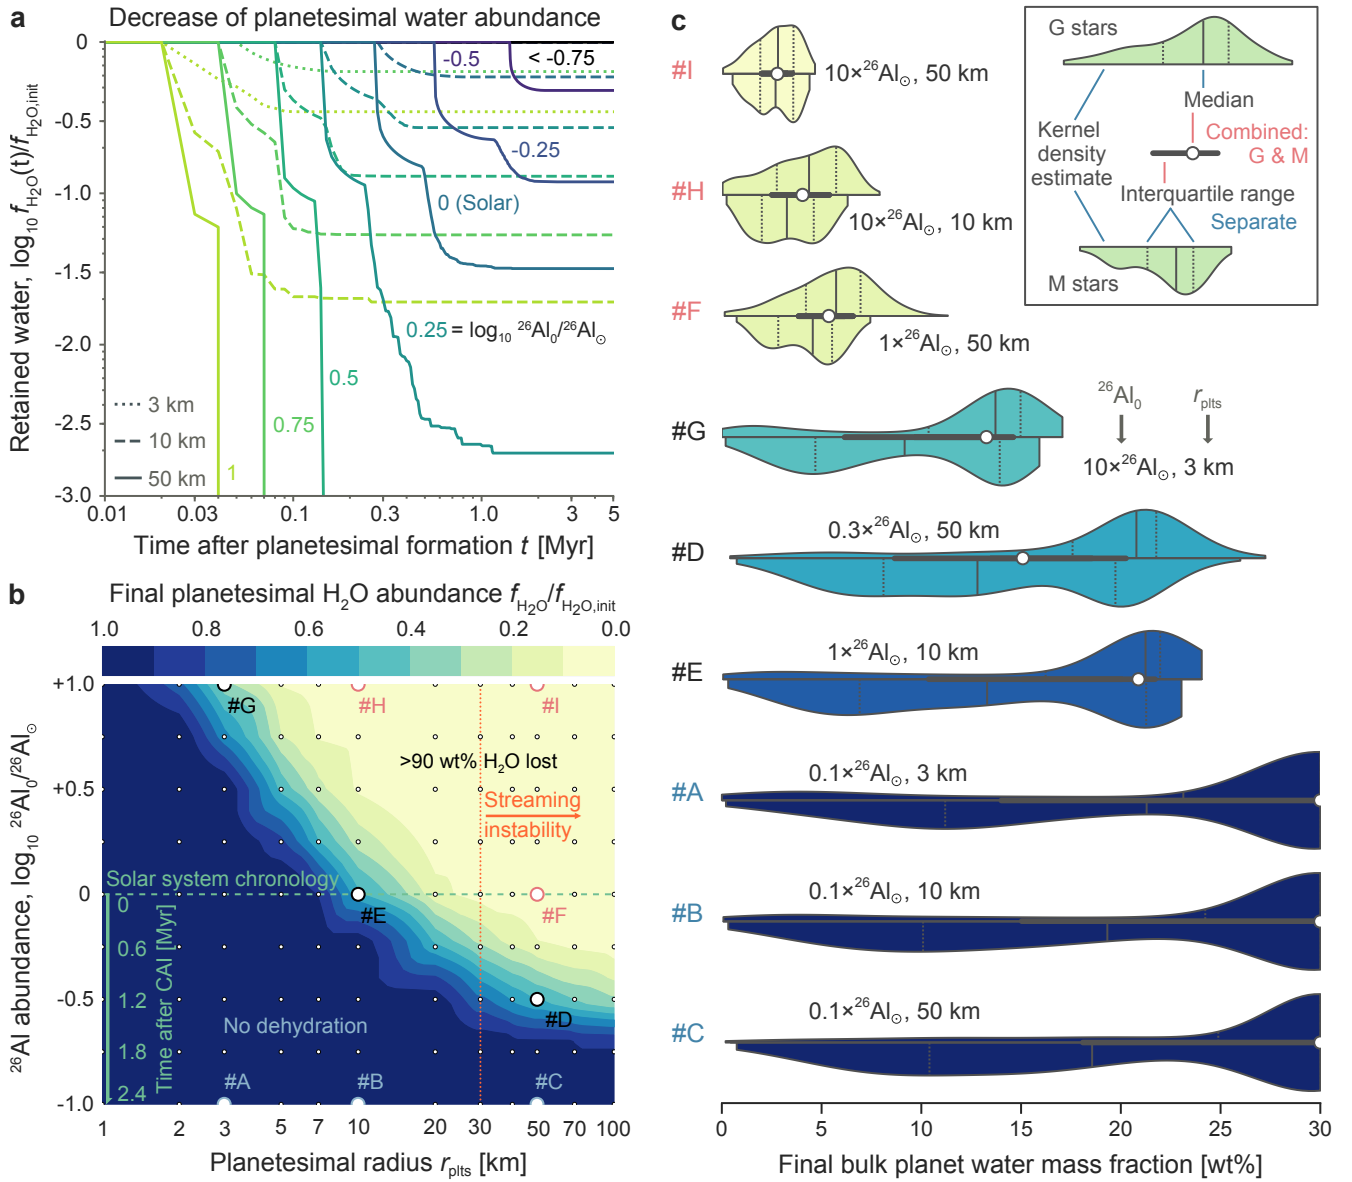 a
Decrease of planetesimal water abundance
Retained water, log10 fH2O(t)/fH2O,init
0
-0.5
-1.0
-1.5
-2.0
-2.5
-3.0
-0.5
< -0.75
-0.25
0 (Solar)
0.25 = log10 26Al0/26Al⊙
0.5
0.75
1
3 km
10 km
50 km
0.01
0.03
0.1
0.3
1.0
3
5
Time after planetesimal formation t [Myr]
b
Final planetesimal H2O abundance fH2O/fH2O,init
1.0
0.8
0.6
0.4
0.2
0.0
26Al abundance, log10 26Al0/26Al⊙
+1.0
+0.5
0
-0.5
-1.0
#G
#H
#I
>90 wt% H2O lost
Streaming
instability
Solar system chronology
#E
#F
#D
No dehydration
#A
#B
#C
Time after CAI [Myr]
0
0.6
1.2
1.8
2.4
1
2
3
5
7
10
20
30
50
70
100
Planetesimal radius rplts [km]
c
#I
10×26Al⊙, 50 km
#H
10×26Al⊙, 10 km
#F
1×26Al⊙, 50 km
#G
26Al0
rplts
10×26Al⊙, 3 km
#D
0.3×26Al⊙, 50 km
#E
1×26Al⊙, 10 km
#A
0.1×26Al⊙, 3 km
#B
0.1×26Al⊙, 10 km
#C
0.1×26Al⊙, 50 km
G stars
Median
Kernel
density
estimate
Combined:
G & M
Interquartile range
Separate
M stars
0
5
10
15
20
25
30
Final bulk planet water mass fraction [wt%]